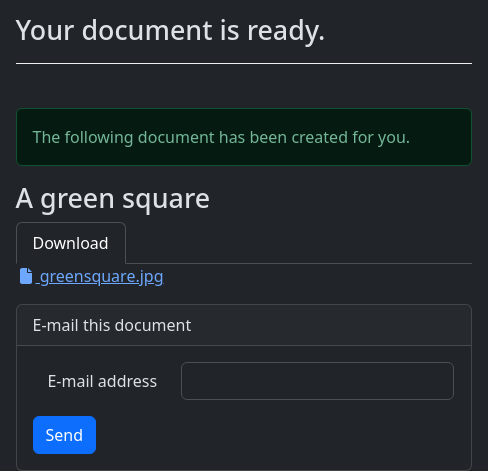 Your document is ready.
The following document has been created for you.
A green square
Download
greensquare.jpg
E-mail this document
E-mail address
Send